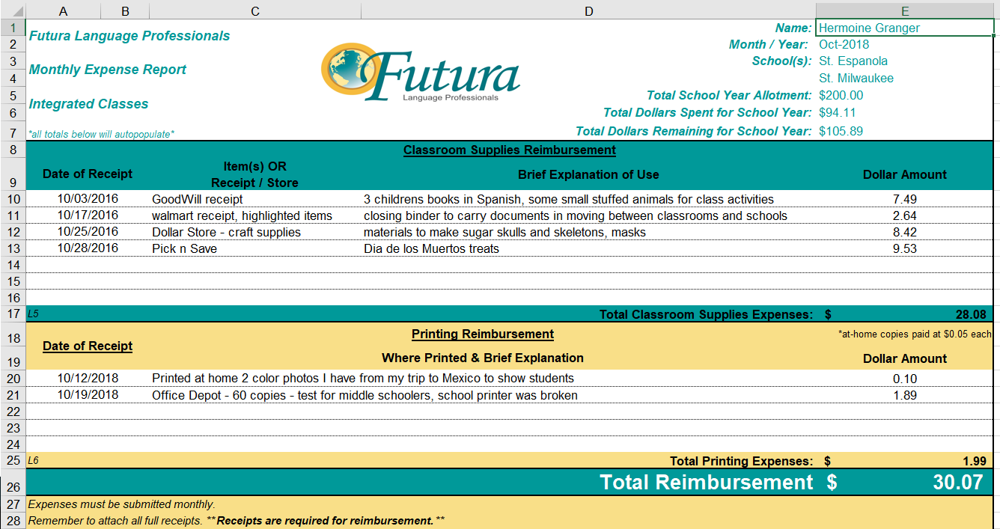 A B C D E
1 Futura Language Professionals Name: Hermoine Granger
2 Month / Year: Oct-2018
3 Monthly Expense Report School(s): St. Espanola
4 St. Milwaukee
Futura
Language Professionals
5 Integrated Classes Total School Year Allotment: $200.00
6 Total Dollars Spent for School Year: $94.11
7 *all totals below will autopopulate* Total Dollars Remaining for School Year: $105.89
8 Classroom Supplies Reimbursement
9 Date of Receipt Item(s) OR
Receipt / Store Brief Explanation of Use Dollar Amount
10 10/03/2016 GoodWill receipt 3 childrens books in Spanish, some small stuffed animals for class activities 7.49
11 10/17/2016 walmart receipt, highlighted items closing binder to carry documents in moving between classrooms and schools 2.64
12 10/25/2016 Dollar Store - craft supplies materials to make sugar skulls and skeletons, masks 8.42
13 10/28/2016 Pick n Save Dia de los Muertos treats 9.53
14
15
16
17 L5 Total Classroom Supplies Expenses: $ 28.08
18 Printing Reimbursement *at-home copies paid at $0.05 each
19 Date of Receipt Where Printed & Brief Explanation Dollar Amount
20 10/12/2018 Printed at home 2 color photos I have from my trip to Mexico to show students 0.10
21 10/19/2018 Office Depot - 60 copies - test for middle schoolers, school printer was broken 1.89
22
23
24
25 L6 Total Printing Expenses: $ 1.99
26 Total Reimbursement $ 30.07
27 Expenses must be submitted monthly.
28 Remember to attach all full receipts. **Receipts are required for reimbursement.**